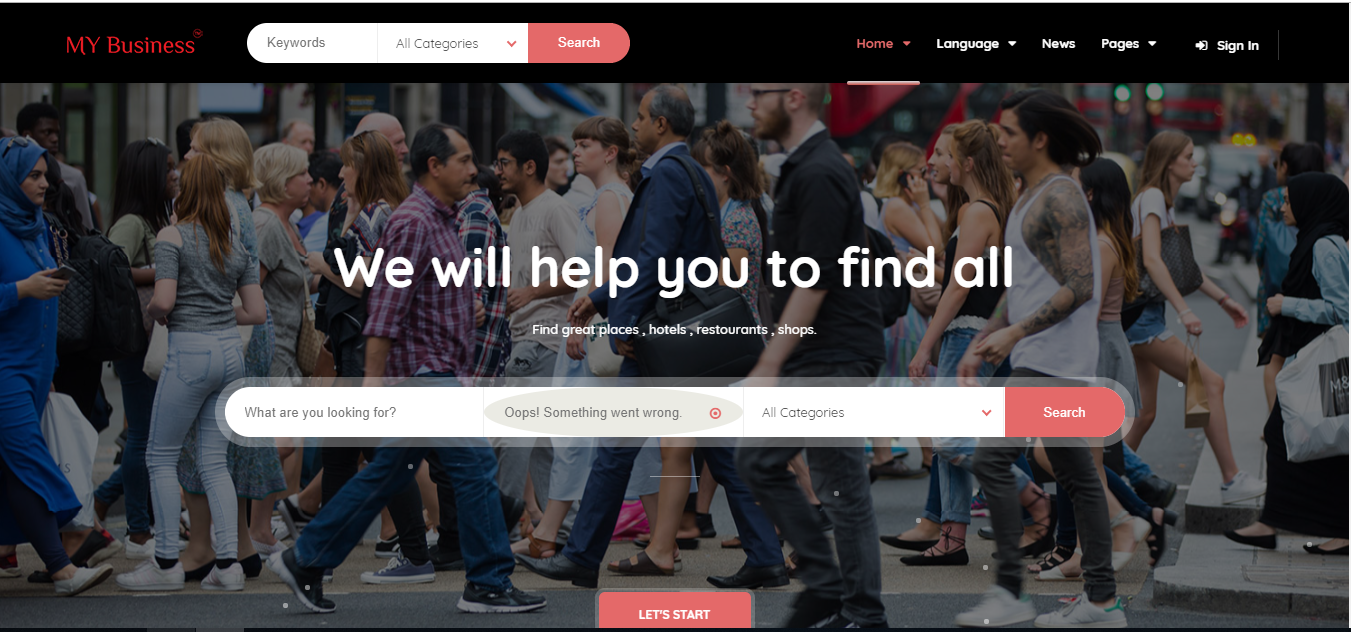 MY Business
Keywords
All Categories
Search
Home
Language
News
Pages
Sign In
We will help you to find all
Find great places , hotels , restourants , shops.
What are you looking for?
Oops! Something went wrong.
All Categories
Search
LET'S START